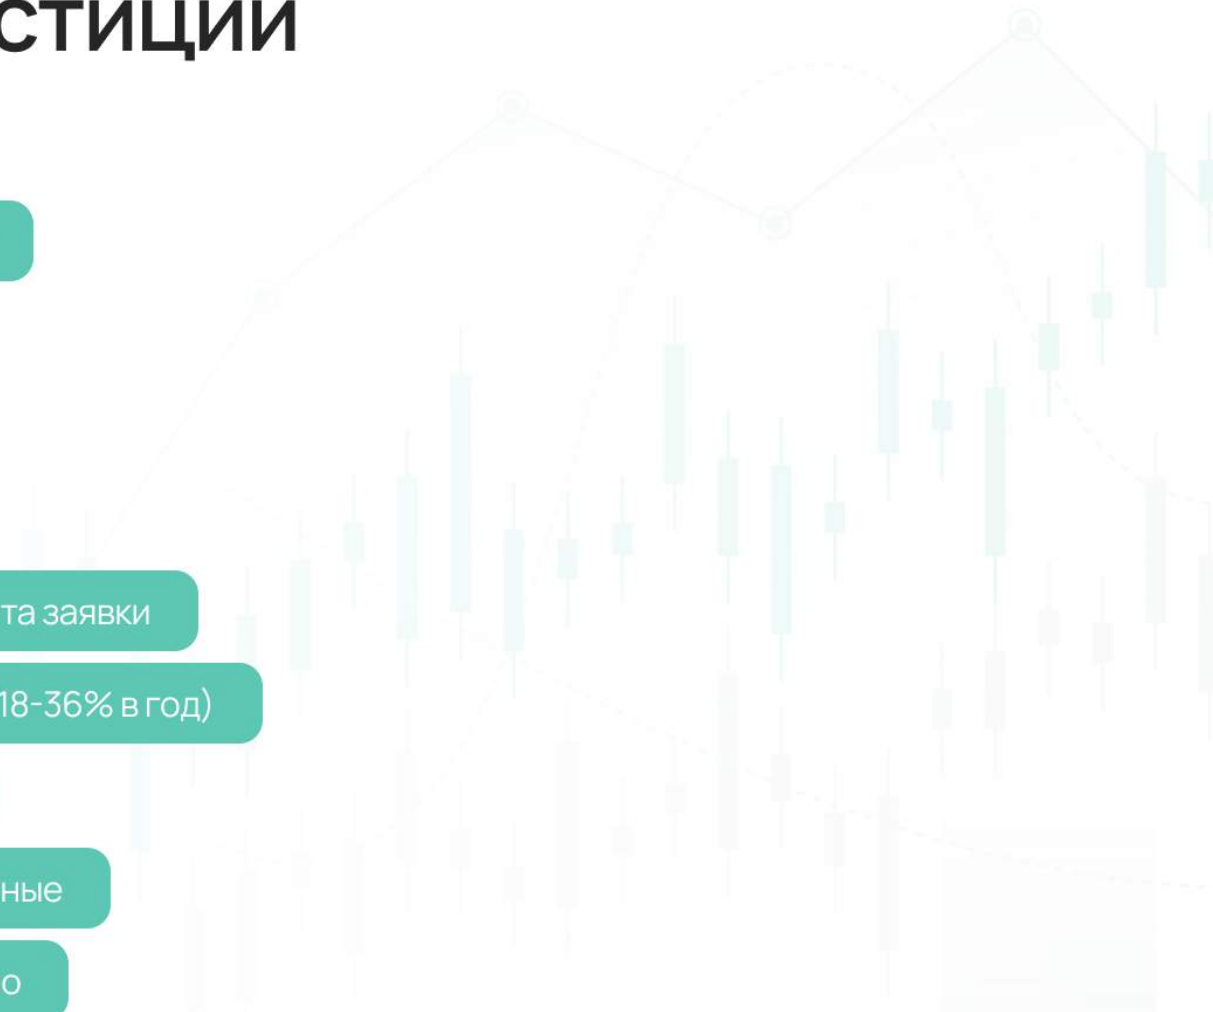 стиции
та заявки
18-36% в год)
ные
о